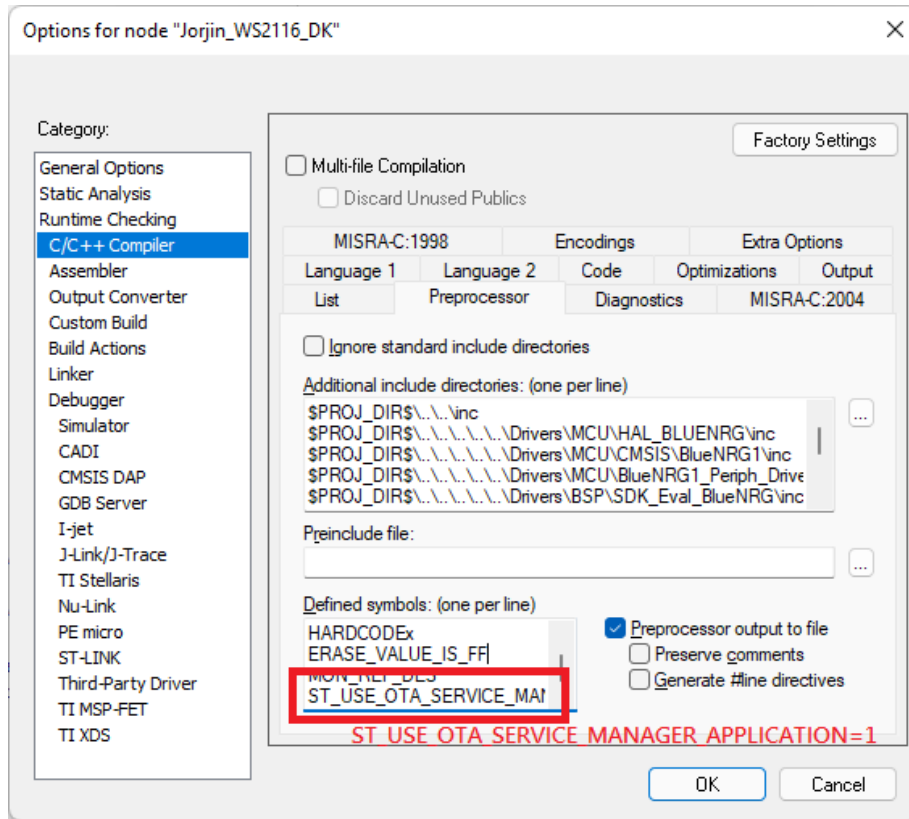 Options for node "Jorjin_WS2116_DK"
Category:
General Options
Static Analysis
Runtime Checking
C/C++ Compiler
Assembler
Output Converter
Custom Build
Build Actions
Linker
Debugger
Simulator
CADI
CMSIS DAP
GDB Server
I-jet
J-Link/J-Trace
TI Stellaris
Nu-Link
PE micro
ST-LINK
Third-Party Driver
TI MSP-FET
TI XDS
Factory Settings
Multi-file Compilation
Discard Unused Publics
MISRA-C:1998 Encodings Extra Options
Language 1 Language 2 Code Optimizations Output
List Preprocessor Diagnostics MISRA-C:2004
Ignore standard include directories
Additional include directories: (one per line)
$PROJ_DIR$\..\..\inc
$PROJ_DIR$\..\..\..\..\..\..\Drivers\MCU\HAL_BLUENRG\inc
$PROJ_DIR$\..\..\..\..\..\..\Drivers\MCU\CMSIS\BlueNRG1\inc
$PROJ_DIR$\..\..\..\..\..\..\Drivers\MCU\BlueNRG1_Periph_Drive
$PROJ_DIR$\..\..\..\..\..\..\Drivers\BSP\SDK_Eval_BlueNRG\inc
...
Preinclude file:
...
Defined symbols: (one per line)
HARDCODEx
ERASE_VALUE_IS_FF
MON_REF_DES
ST_USE_OTA_SERVICE_MAN
Preprocessor output to file
Preserve comments
Generate #line directives
ST_USE_OTA_SERVICE_MANAGER_APPLICATION=1
OK
Cancel